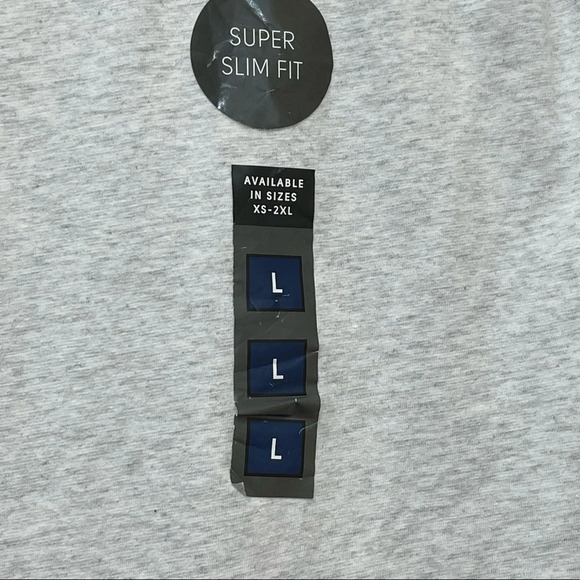 SUPER
SLIM FIT
AVAILABLE
IN SIZES
XS-2XL
L
L
L